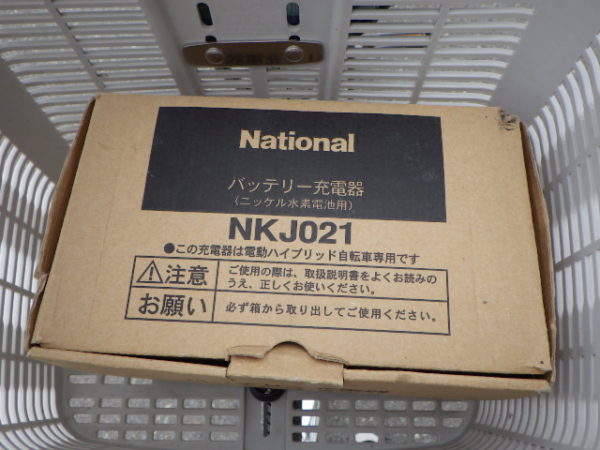 National
バッテリー充電器
(ニッケル水素電池用)
NKJ021
●この充電器は電動ハイブリッド自転車専用です
⚠注意
ご使用の際は、取扱説明書をよくお読みの
うえ、正しくお使いください。
お願い
必ず箱から取り出してご使用ください。